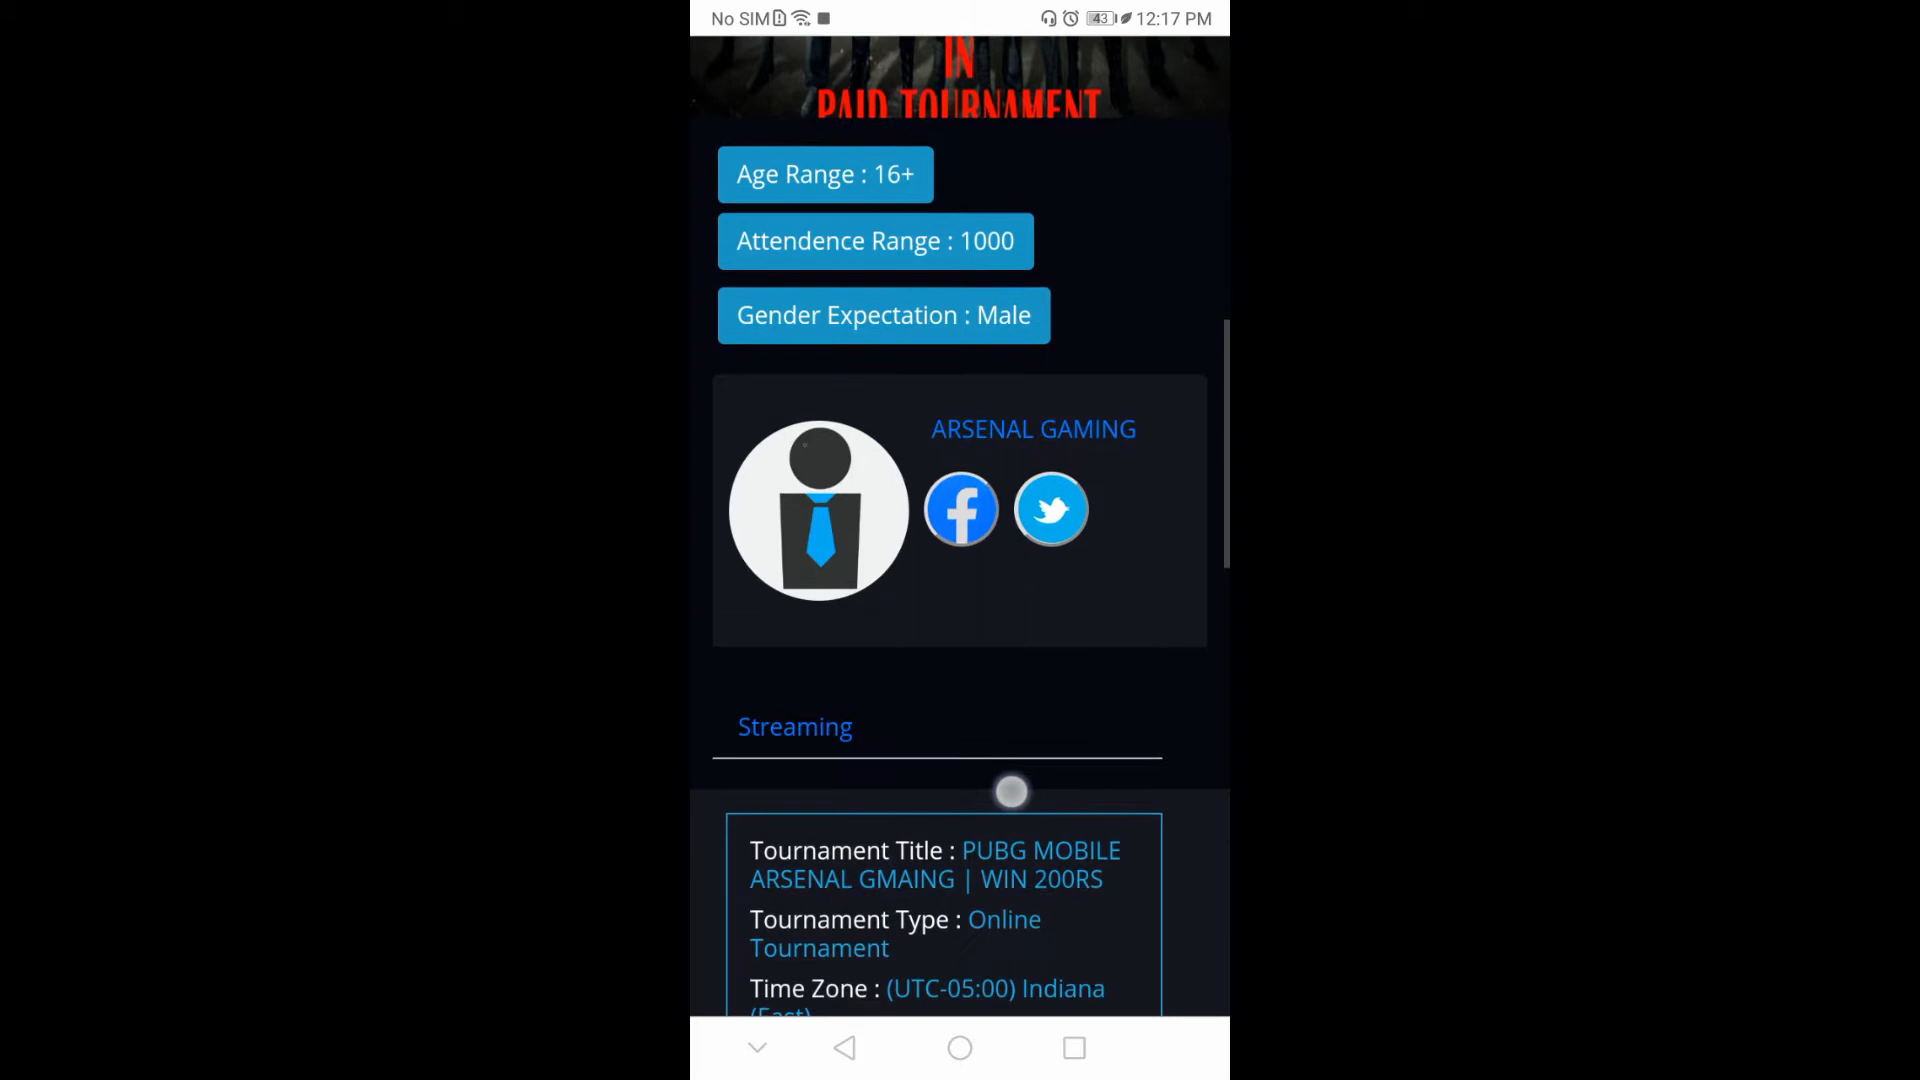 No SIM 43 12:17 PM
IN
PAID TOURNAMENT
Age Range : 16+
Attendence Range : 1000
Gender Expectation : Male
ARSENAL GAMING
Streaming
Tournament Title : PUBG MOBILE
ARSENAL GMAING | WIN 200RS
Tournament Type : Online
Tournament
Time Zone : (UTC-05:00) Indiana
(East)